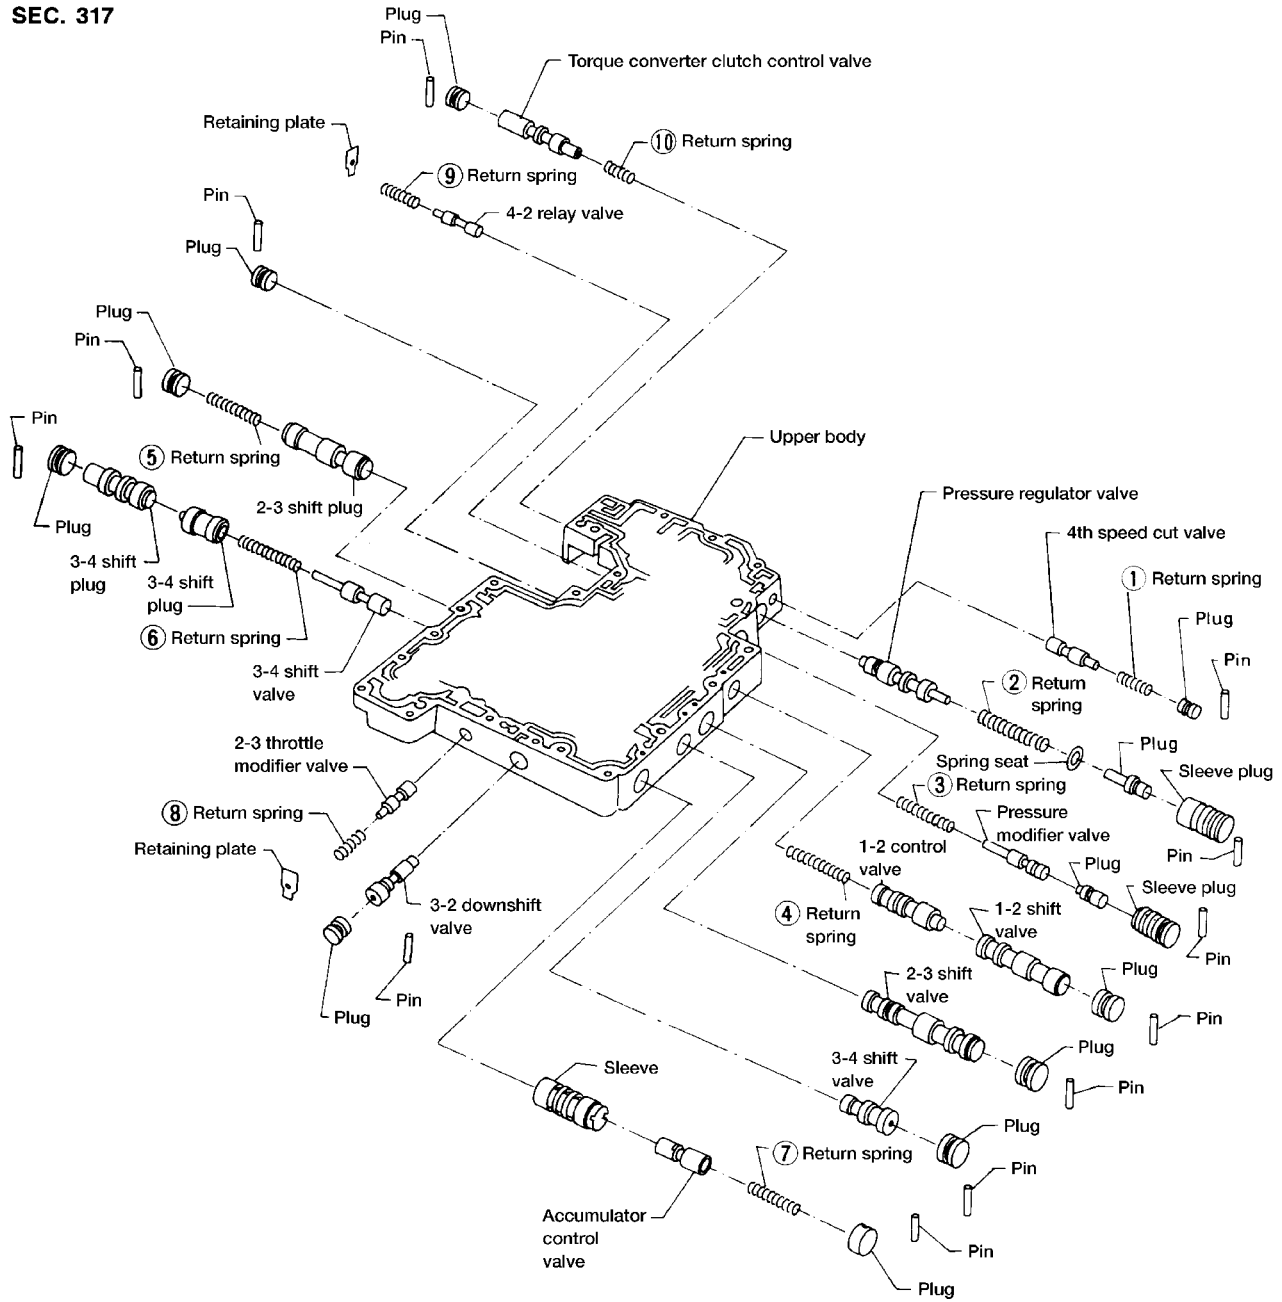 SEC. 317
Plug
Pin
Torque converter clutch control valve
Retaining plate
10 Return spring
9 Return spring
Pin
4-2 relay valve
Plug
Plug
Pin
Pin
Upper body
5 Return spring
Pressure regulator valve
2-3 shift plug
Plug
4th speed cut valve
3-4 shift
plug
3-4 shift
plug
1 Return spring
Plug
6 Return spring
Pin
3-4 shift
valve
2 Return
spring
2-3 throttle
modifier valve
Plug
Spring seat
Sleeve plug
3 Return spring
8 Return spring
Pressure
modifier valve
Retaining plate
1-2 control
valve
Pin
Plug
Sleeve plug
3-2 downshift
valve
4 Return
spring
1-2 shift
valve
Pin
Plug
2-3 shift
valve
Pin
Plug
Pin
Plug
3-4 shift
valve
Sleeve
Pin
Plug
7 Return spring
Pin
Accumulator
control
valve
Pin
Plug